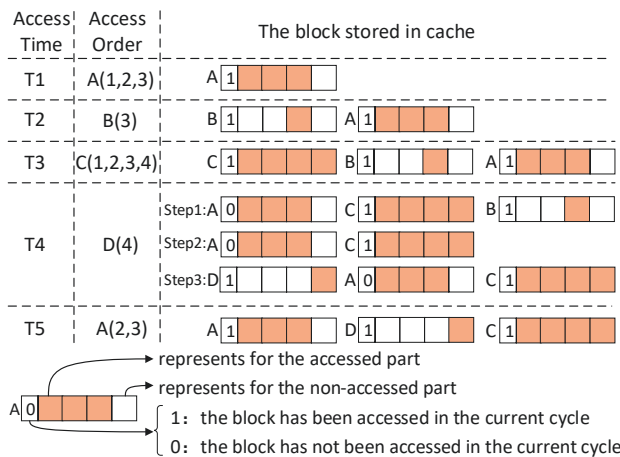 Access Time Access Order The block stored in cache
T1 A(1,2,3) A 1
T2 B(3) B 1 A 1
T3 C(1,2,3,4) C 1 B 1 A 1
T4 D(4)
Step1:A 0 C 1 B 1
Step2:A 0 C 1
Step3:D 1 A 0 C 1
T5 A(2,3) A 1 D 1 C 1
represents for the accessed part
represents for the non-accessed part
A 0
1: the block has been accessed in the current cycle
0: the block has not been accessed in the current cycle